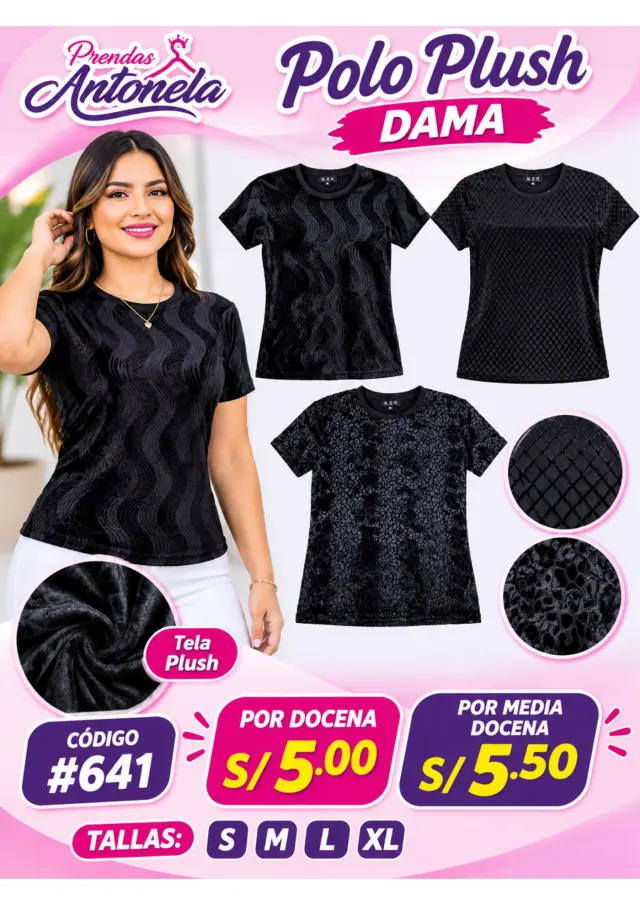 Prendas
Antonela
Polo Plush
DAMA
Tela
Plush
CÓDIGO
#641
POR DOCENA
S/ 5.00
POR MEDIA
DOCENA
S/ 5.50
TALLAS: S M L XL